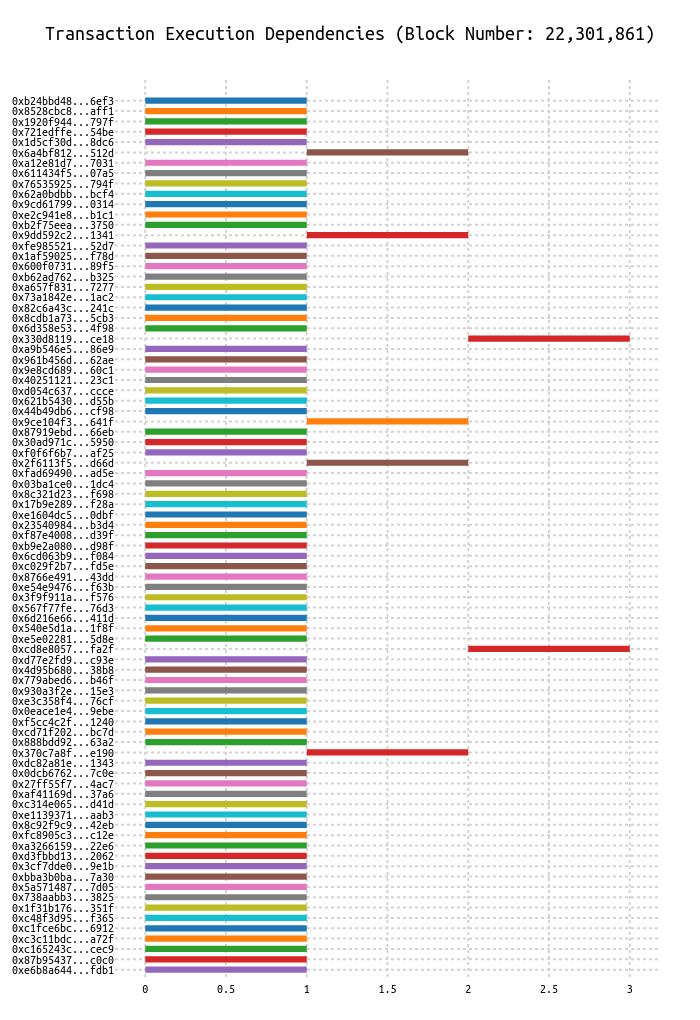 Transaction Execution Dependencies (Block Number: 22,301,861)
0xb24bbd48...6ef3
0x8528cbc8...aff1
0x1920f944...797f
0x721edffe...54be
0x1d5cf30d...8dc6
0x6a4bf812...512d
0xa12e81d7...7031
0x611434f5...07a5
0x76535925...794f
0x62a0bdbb...bcf4
0x9cd61799...0314
0xe2c941e8...b1c1
0xb2f75eea...3750
0x9dd592c2...1341
0xfe985521...52d7
0x1af59025...f78d
0x600f0731...89f5
0xb62ad762...b325
0xa657f831...7277
0x73a1842e...1ac2
0x82c6a43c...241c
0x8cdb1a73...5cb3
0x6d358e53...4f98
0x330d8119...ce18
0xa9b546e5...86e9
0x961b456d...62ae
0x9e8cd689...60c1
0x40251121...23c1
0xd054c637...ccce
0x621b5430...d55b
0x44b49db6...cf98
0x9ce104f3...641f
0x87919ebd...66eb
0x30ad971c...5950
0xf0f6f6b7...af25
0x2f6113f5...d66d
0xfad69490...ad5e
0x03ba1ce0...1dc4
0x8c321d23...f698
0x17b9e289...f28a
0xe1604dc5...0dbf
0x23540984...b3d4
0xf87e4008...d39f
0xb9e2a080...d98f
0x6cd063b9...f084
0xc029f2b7...fd5e
0x8766e491...43dd
0xe54e9476...f63b
0x3f9f911a...f576
0x567f77fe...76d3
0x6d216e66...411d
0x540e5d1a...1f8f
0xe5e02281...5d8e
0xcd8e8057...fa2f
0xd77e2fd9...c93e
0x4d95b680...38b8
0x779abed6...b46f
0x930a3f2e...15e3
0xe3c358f4...76cf
0x0eace1e4...9ebe
0xf5cc4c2f...1240
0xcd71f202...bc7d
0x888bdd92...63a2
0x370c7a8f...e190
0xdc82a81e...1343
0x0dcb6762...7c0e
0x27ff55f7...4ac7
0xaf41169d...37a6
0xc314e065...d41d
0xe1139371...aab3
0x8c92f9c9...42eb
0xfc8905c3...c12e
0xa3266159...22e6
0xd3fbbd13...2062
0x3cf7dde0...9e1b
0xbba3b0ba...7a30
0x5a571487...7d05
0x738aabb3...3825
0x1f31b176...351f
0xc48f3d95...f365
0xc1fce6bc...6912
0xc3c11bdc...a72f
0xc165243c...cec9
0x87b95437...c0c0
0xe6b8a644...fdb1
0 0.5 1 1.5 2 2.5 3